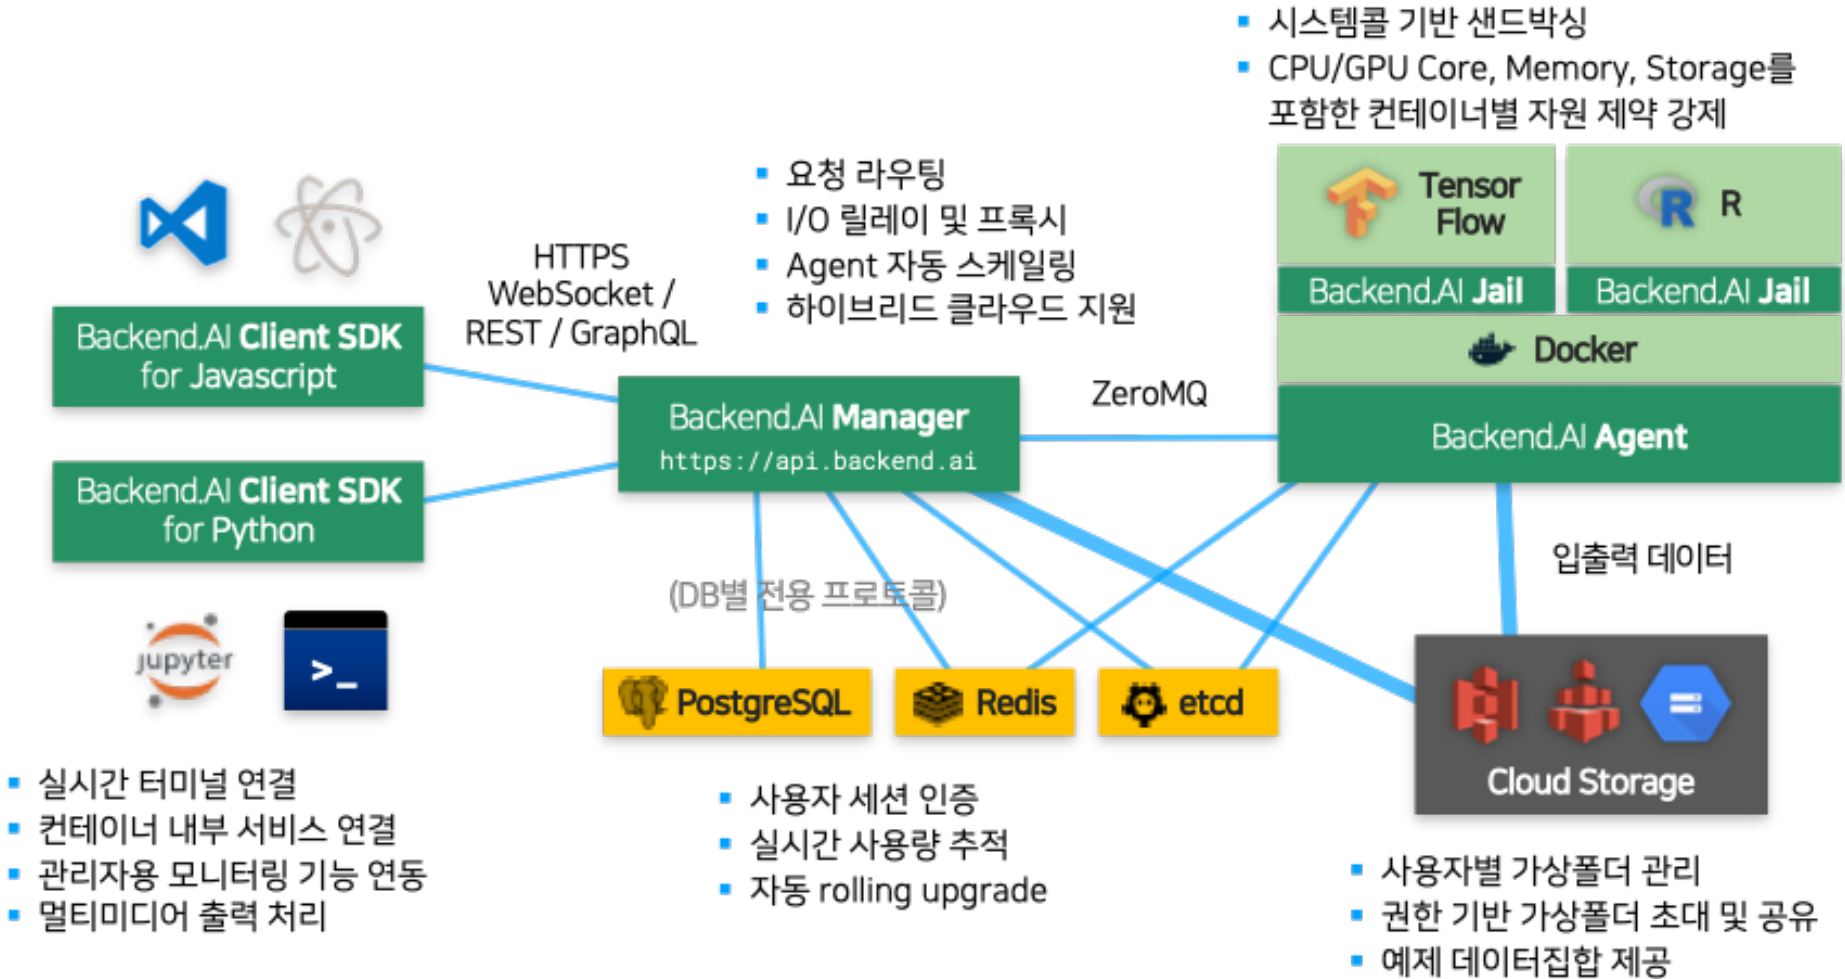 시스템콜 기반 샌드박싱
CPU/GPU Core, Memory, Storage를
포함한 컨테이너별 자원 제약 강제
요청 라우팅
I/O 릴레이 및 프록시
Agent 자동 스케일링
하이브리드 클라우드 지원
Tensor
Flow
R
R
Backend.AI Jail
Backend.AI Jail
Docker
Backend.AI Agent
HTTPS
WebSocket /
REST / GraphQL
Backend.AI Client SDK
for Javascript
Backend.AI Manager
https://api.backend.ai
ZeroMQ
Backend.AI Client SDK
for Python
입출력 데이터
(DB별 전용 프로토콜)
jupyter
>_
PostgreSQL
Redis
etcd
Cloud Storage
실시간 터미널 연결
컨테이너 내부 서비스 연결
관리자용 모니터링 기능 연동
멀티미디어 출력 처리
사용자 세션 인증
실시간 사용량 추적
자동 rolling upgrade
사용자별 가상폴더 관리
권한 기반 가상폴더 초대 및 공유
예제 데이터집합 제공